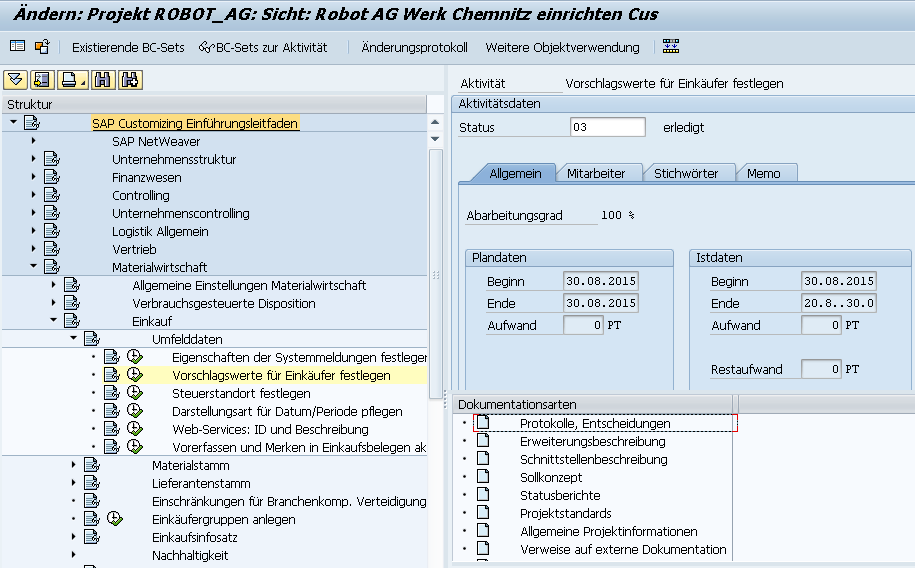 Ändern: Projekt ROBOT_AG: Sicht: Robot AG Werk Chemnitz einrichten Cus
Existierende BC-Sets BC-Sets zur Aktivität Änderungsprotokoll Weitere Objektverwendung
Struktur
SAP Customizing Einführungsleitfaden
SAP NetWeaver
Unternehmensstruktur
Finanzwesen
Controlling
Unternehmenscontrolling
Logistik Allgemein
Vertrieb
Materialwirtschaft
Allgemeine Einstellungen Materialwirtschaft
Verbrauchsgesteuerte Disposition
Einkauf
Umfelddaten
Eigenschaften der Systemmeldungen festleger
Vorschlagswerte für Einkäufer festlegen
Steuerstandort festlegen
Darstellungsart für Datum/Periode pflegen
Web-Services: ID und Beschreibung
Vorerfassen und Merken in Einkaufsbelegen ak
Materialstamm
Lieferantenstamm
Einschränkungen für Branchenkomp. Verteidigung
Einkäufergruppen anlegen
Einkaufsinfosatz
Nachhaltigkeit
Aktivität Vorschlagswerte für Einkäufer festlegen
Aktivitätsdaten
Status 03 erledigt
Allgemein Mitarbeiter Stichwörter Memo
Abarbeitungsgrad 100 %
Plandaten
Beginn 30.08.2015
Ende 30.08.2015
Aufwand 0 PT
Istdaten
Beginn 30.08.2015
Ende 20.8..30.0
Aufwand 0 PT
Restaufwand 0 PT
Dokumentationsarten
Protokolle, Entscheidungen
Erweiterungsbeschreibung
Schnittstellenbeschreibung
Sollkonzept
Statusberichte
Projektstandards
Allgemeine Projektinformationen
Verweise auf externe Dokumentation